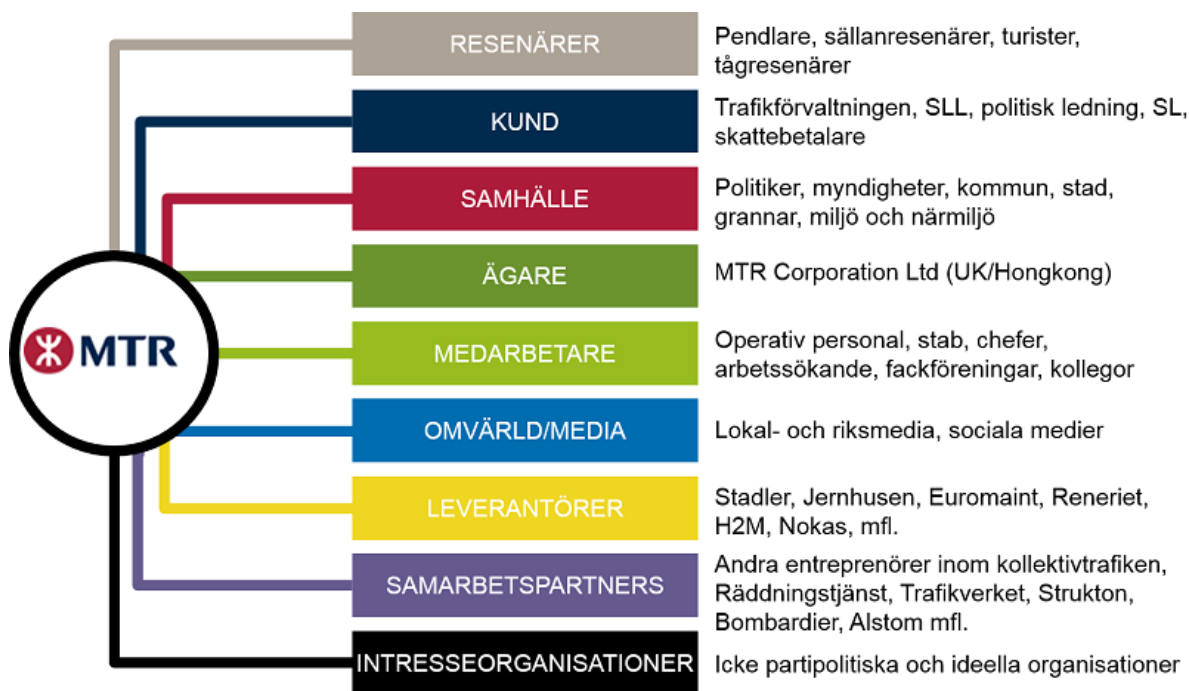 RESENÄRER
Pendlare, sällanresenärer, turister,
tågresenärer
KUND
Trafikförvaltningen, SLL, politisk ledning, SL,
skattebetalare
SAMHÄLLE
Politiker, myndigheter, kommun, stad,
grannar, miljö och närmiljö
ÄGARE
MTR Corporation Ltd (UK/Hongkong)
MTR
MEDARBETARE
Operativ personal, stab, chefer,
arbetssökande, fackföreningar, kollegor
OMVÄRLD/MEDIA
Lokal- och riksmedia, sociala medier
LEVERANTÖRER
Stadler, Jernhusen, Euromaint, Reneriet,
H2M, Nokas, mfl.
SAMARBETSPARTNERS
Andra entreprenörer inom kollektivtrafiken,
Räddningstjänst, Trafikverket, Strukton,
Bombardier, Alstom mfl.
INTRESSEORGANISATIONER
Icke partipolitiska och ideella organisationer